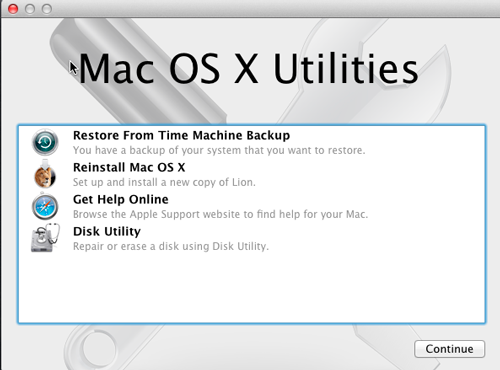 Mac OS X Utilities
Restore From Time Machine Backup
You have a backup of your system that you want to restore.
Reinstall Mac OS X
Set up and install a new copy of Lion.
Get Help Online
Browse the Apple Support website to find help for your Mac.
Disk Utility
Repair or erase a disk using Disk Utility.
Continue